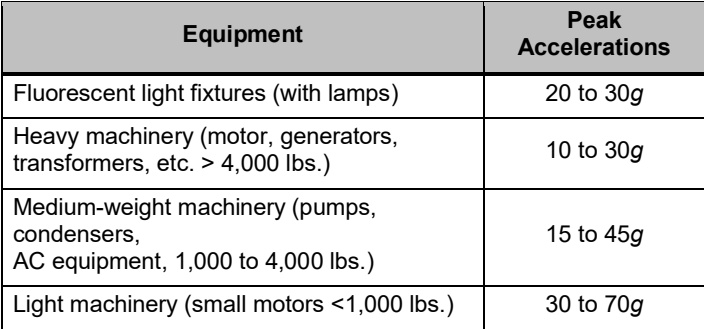 Equipment
Peak
Accelerations
Fluorescent light fixtures (with lamps)
20 to 30g
Heavy machinery (motor, generators,
transformers, etc. > 4,000 lbs.)
10 to 30g
Medium-weight machinery (pumps,
condensers,
AC equipment, 1,000 to 4,000 lbs.)
15 to 45g
Light machinery (small motors <1,000 lbs.)
30 to 70g